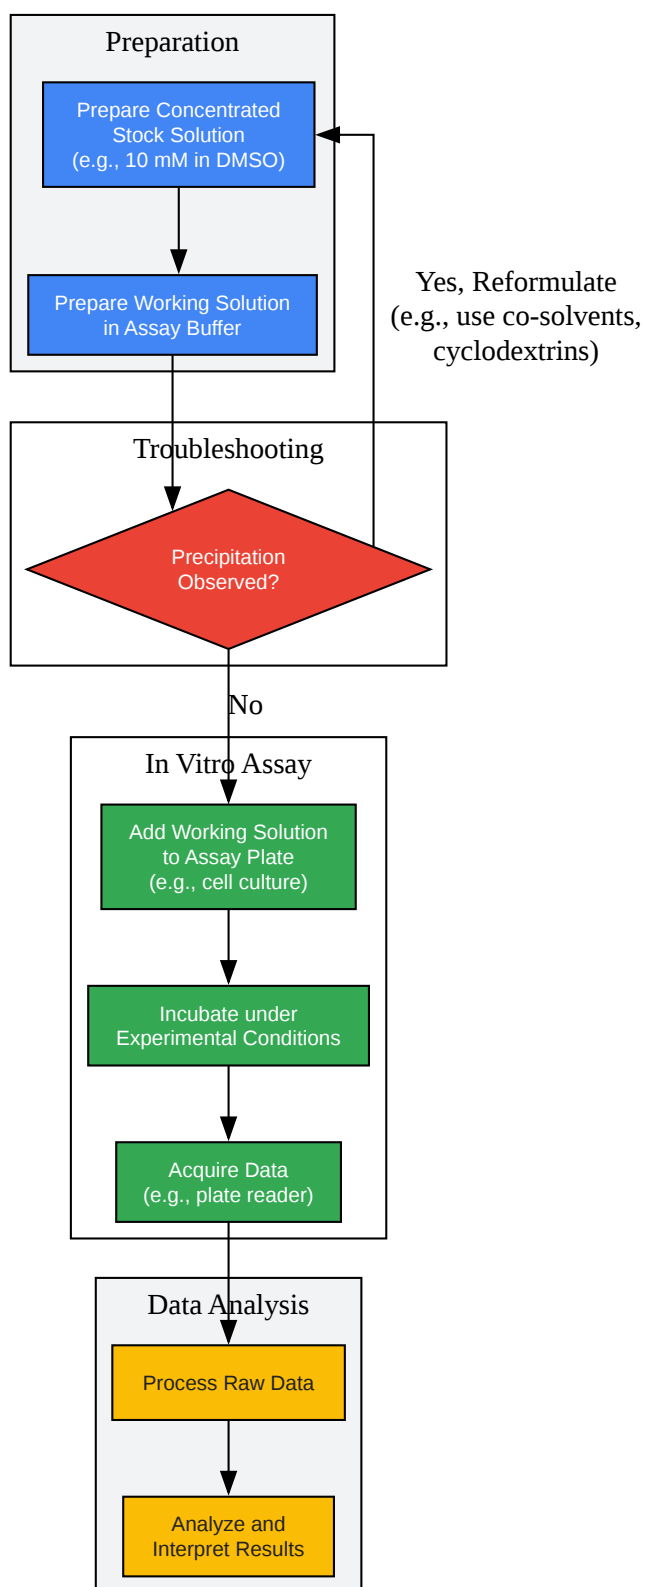 Preparation
Prepare Concentrated
Stock Solution
(e.g., 10 mM in DMSO)
Prepare Working Solution
in Assay Buffer
Yes, Reformulate
(e.g., use co-solvents,
cyclodextrins)
Troubleshooting
Precipitation
Observed?
No
In Vitro Assay
Add Working Solution
to Assay Plate
(e.g., cell culture)
Incubate under
Experimental Conditions
Acquire Data
(e.g., plate reader)
Data Analysis
Process Raw Data
Analyze and
Interpret Results